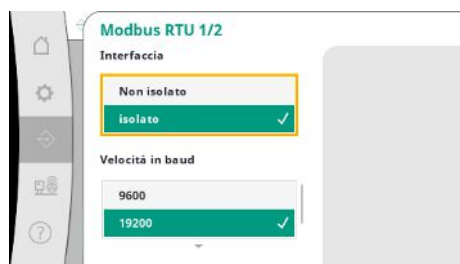 Modbus RTU 1/2
Interfaccia
Non isolato
isolato
Velocità in baud
9600
19200